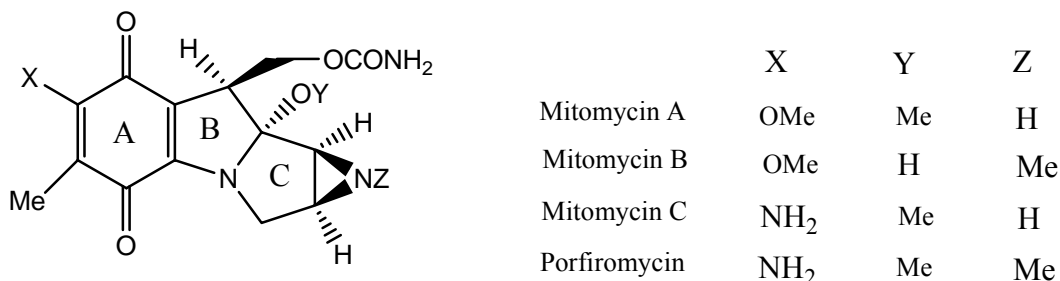 O
H
OCONH₂
X
OY
H
A
B
N
C
NZ
Me
O
H
X Y Z
Mitomycin A OMe Me H
Mitomycin B OMe H Me
Mitomycin C NH₂ Me H
Porfiromycin NH₂ Me Me